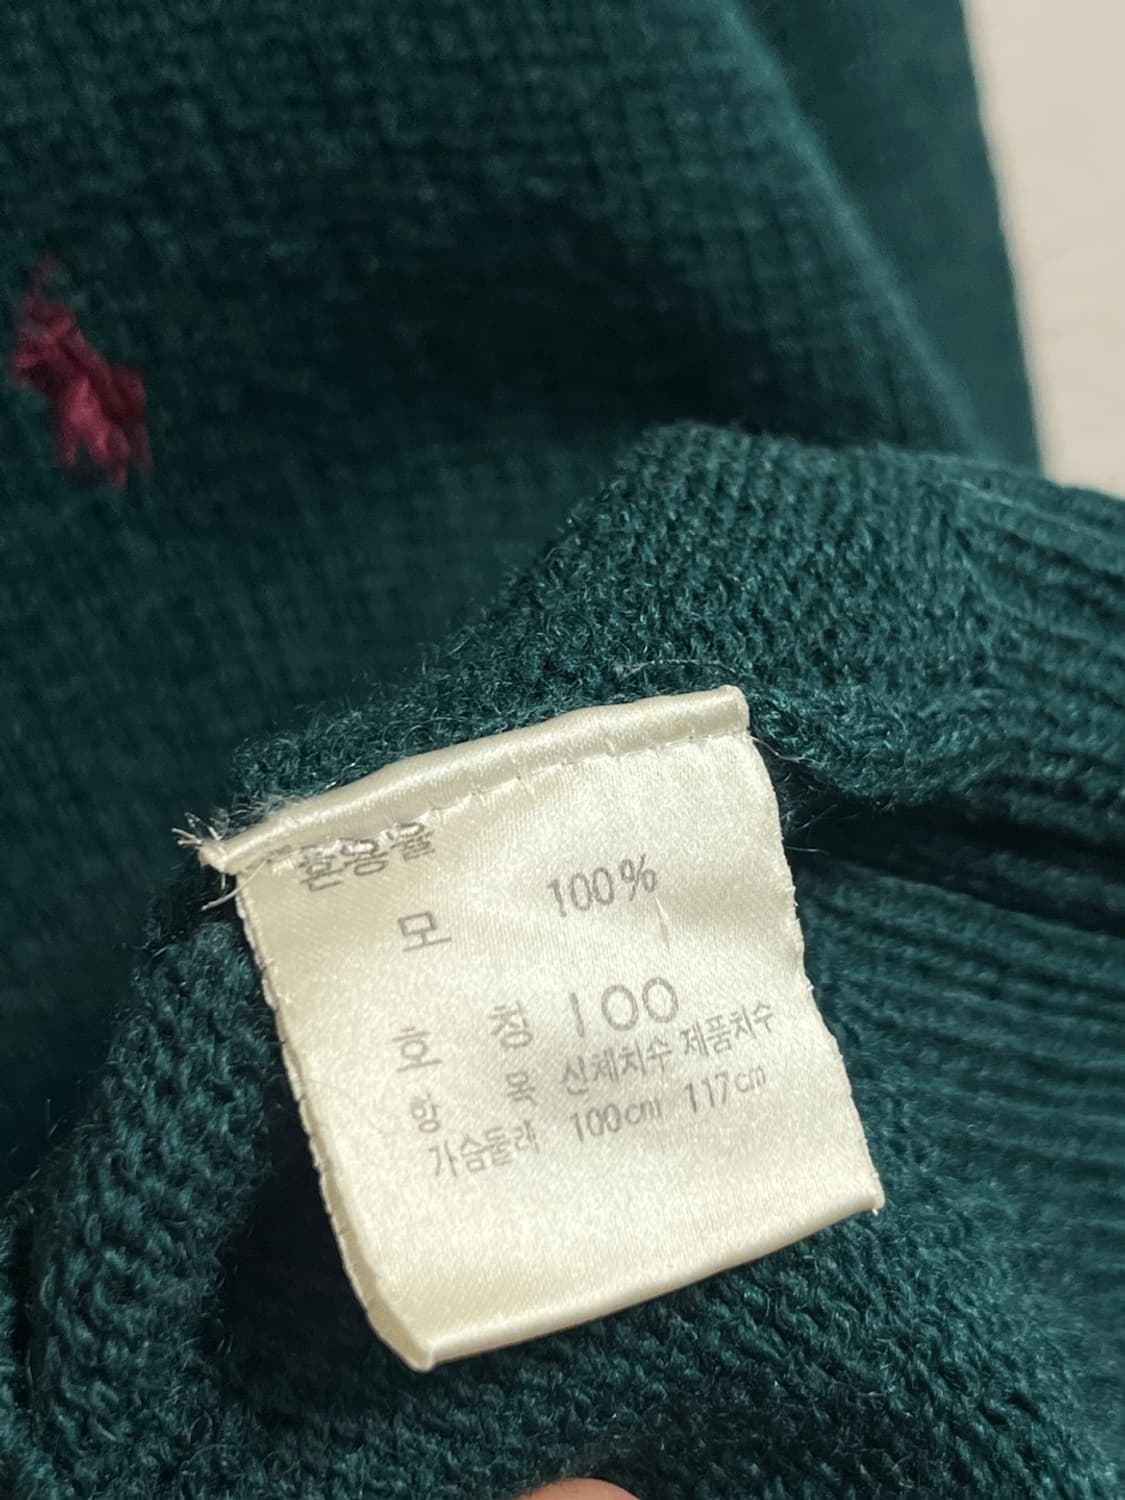 혼용율
모 100%
호 칭 100
항 목 신체치수 제품치수
가슴둘레 100cm 117cm